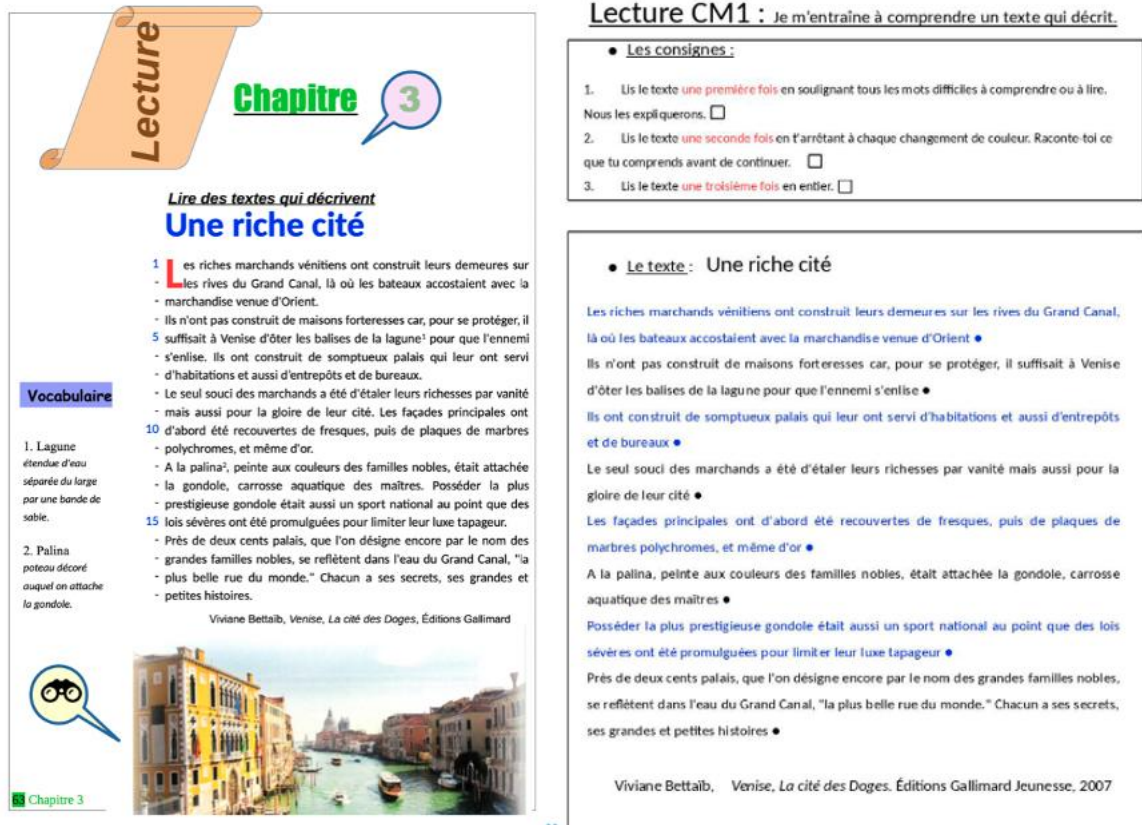 Lecture
Chapitre 3
Lire des textes qui décrivent
Une riche cité
1 Les riches marchands vénitiens ont construit leurs demeures sur
- les rives du Grand Canal, là où les bateaux accostaient avec la
- marchandise venue d'Orient.
- Ils n'ont pas construit de maisons forteresses car, pour se protéger, il
5 suffisait à Venise d'ôter les balises de la lagune¹ pour que l'ennemi
- s'enlise. Ils ont construit de somptueux palais qui leur ont servi
- d'habitations et aussi d'entrepôts et de bureaux.
- Le seul souci des marchands a été d'étaler leurs richesses par vanité
- mais aussi pour la gloire de leur cité. Les façades principales ont
10 d'abord été recouvertes de fresques, puis de plaques de marbres
- polychromes, et même d'or.
- A la palina², peinte aux couleurs des familles nobles, était attachée
- la gondole, carrosse aquatique des maîtres. Posséder la plus
- prestigieuse gondole était aussi un sport national au point que des
15 lois sévères ont été promulguées pour limiter leur luxe tapageur.
- Près de deux cents palais, que l'on désigne encore par le nom des
- grandes familles nobles, se reflètent dans l'eau du Grand Canal, "la
- plus belle rue du monde." Chacun a ses secrets, ses grandes et
- petites histoires.
Viviane Bettaïb, Venise, La cité des Doges, Éditions Gallimard
Vocabulaire
1. Lagune
étendue d'eau
séparée du large
par une bande de
sable.
2. Palina
poteau décoré
auquel on attache
la gondole.
63 Chapitre 3
Lecture CM1 : Je m'entraîne à comprendre un texte qui décrit.
● Les consignes :
1. Lis le texte une première fois en soulignant tous les mots difficiles à comprendre ou à lire.
Nous les expliquerons. ☐
2. Lis le texte une seconde fois en t'arrêtant à chaque changement de couleur. Raconte-toi ce
que tu comprends avant de continuer. ☐
3. Lis le texte une troisième fois en entier. ☐
● Le texte : Une riche cité
Les riches marchands vénitiens ont construit leurs demeures sur les rives du Grand Canal,
là où les bateaux accostaient avec la marchandise venue d'Orient ●
Ils n'ont pas construit de maisons forteresses car, pour se protéger, il suffisait à Venise
d'ôter les balises de la lagune pour que l'ennemi s'enlise ●
Ils ont construit de somptueux palais qui leur ont servi d'habitations et aussi d'entrepôts
et de bureaux ●
Le seul souci des marchands a été d'étaler leurs richesses par vanité mais aussi pour la
gloire de leur cité ●
Les façades principales ont d'abord été recouvertes de fresques, puis de plaques de
marbres polychromes, et même d'or ●
A la palina, peinte aux couleurs des familles nobles, était attachée la gondole, carrosse
aquatique des maîtres ●
Posséder la plus prestigieuse gondole était aussi un sport national au point que des lois
sévères ont été promulguées pour limiter leur luxe tapageur ●
Près de deux cents palais, que l'on désigne encore par le nom des grandes familles nobles,
se reflètent dans l'eau du Grand Canal, "la plus belle rue du monde." Chacun a ses secrets,
ses grandes et petites histoires ●
Viviane Bettaïb, Venise, La cité des Doges. Éditions Gallimard Jeunesse, 2007